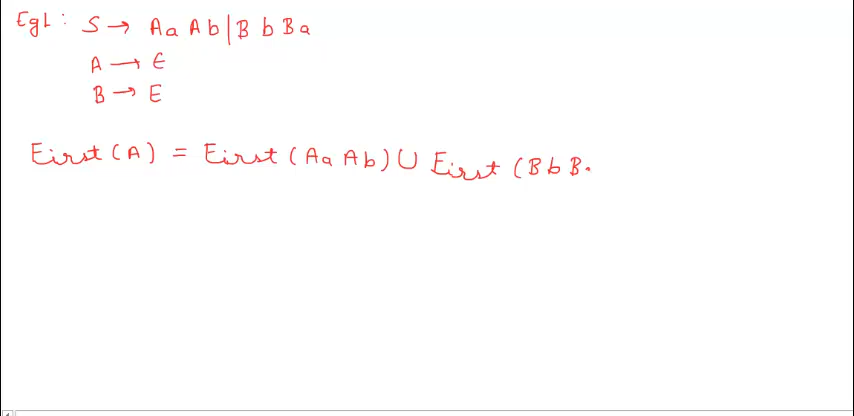 Eg1: S → AaAb|BbBa
A → ε
B → ε
First(A) = First(AaAb) ∪ First(BbB